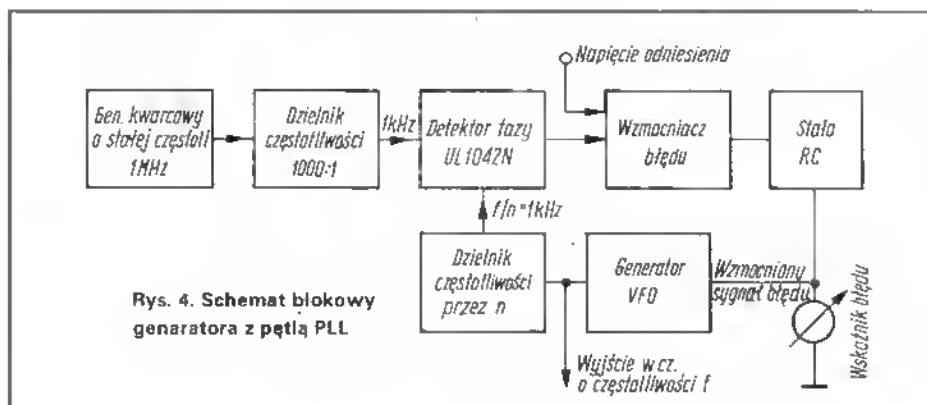 Napięcie odniesienia
Gen. kwarcowy
o stałej częstotl.
1MHz
Dzielnik
częstotliwości
1000:1
1kHz
Detektor fazy
UL1042N
Wzmacniacz
błędu
Stała
RC
f/n=1kHz
Dzielnik
częstotliwości
przez n
Generator
VFO
Wzmocniony
sygnał błędu
Wskaźnik błędu
Wyjście w.cz.
o częstotliwości f
Rys. 4. Schemat blokowy
genaratora z pętlą PLL